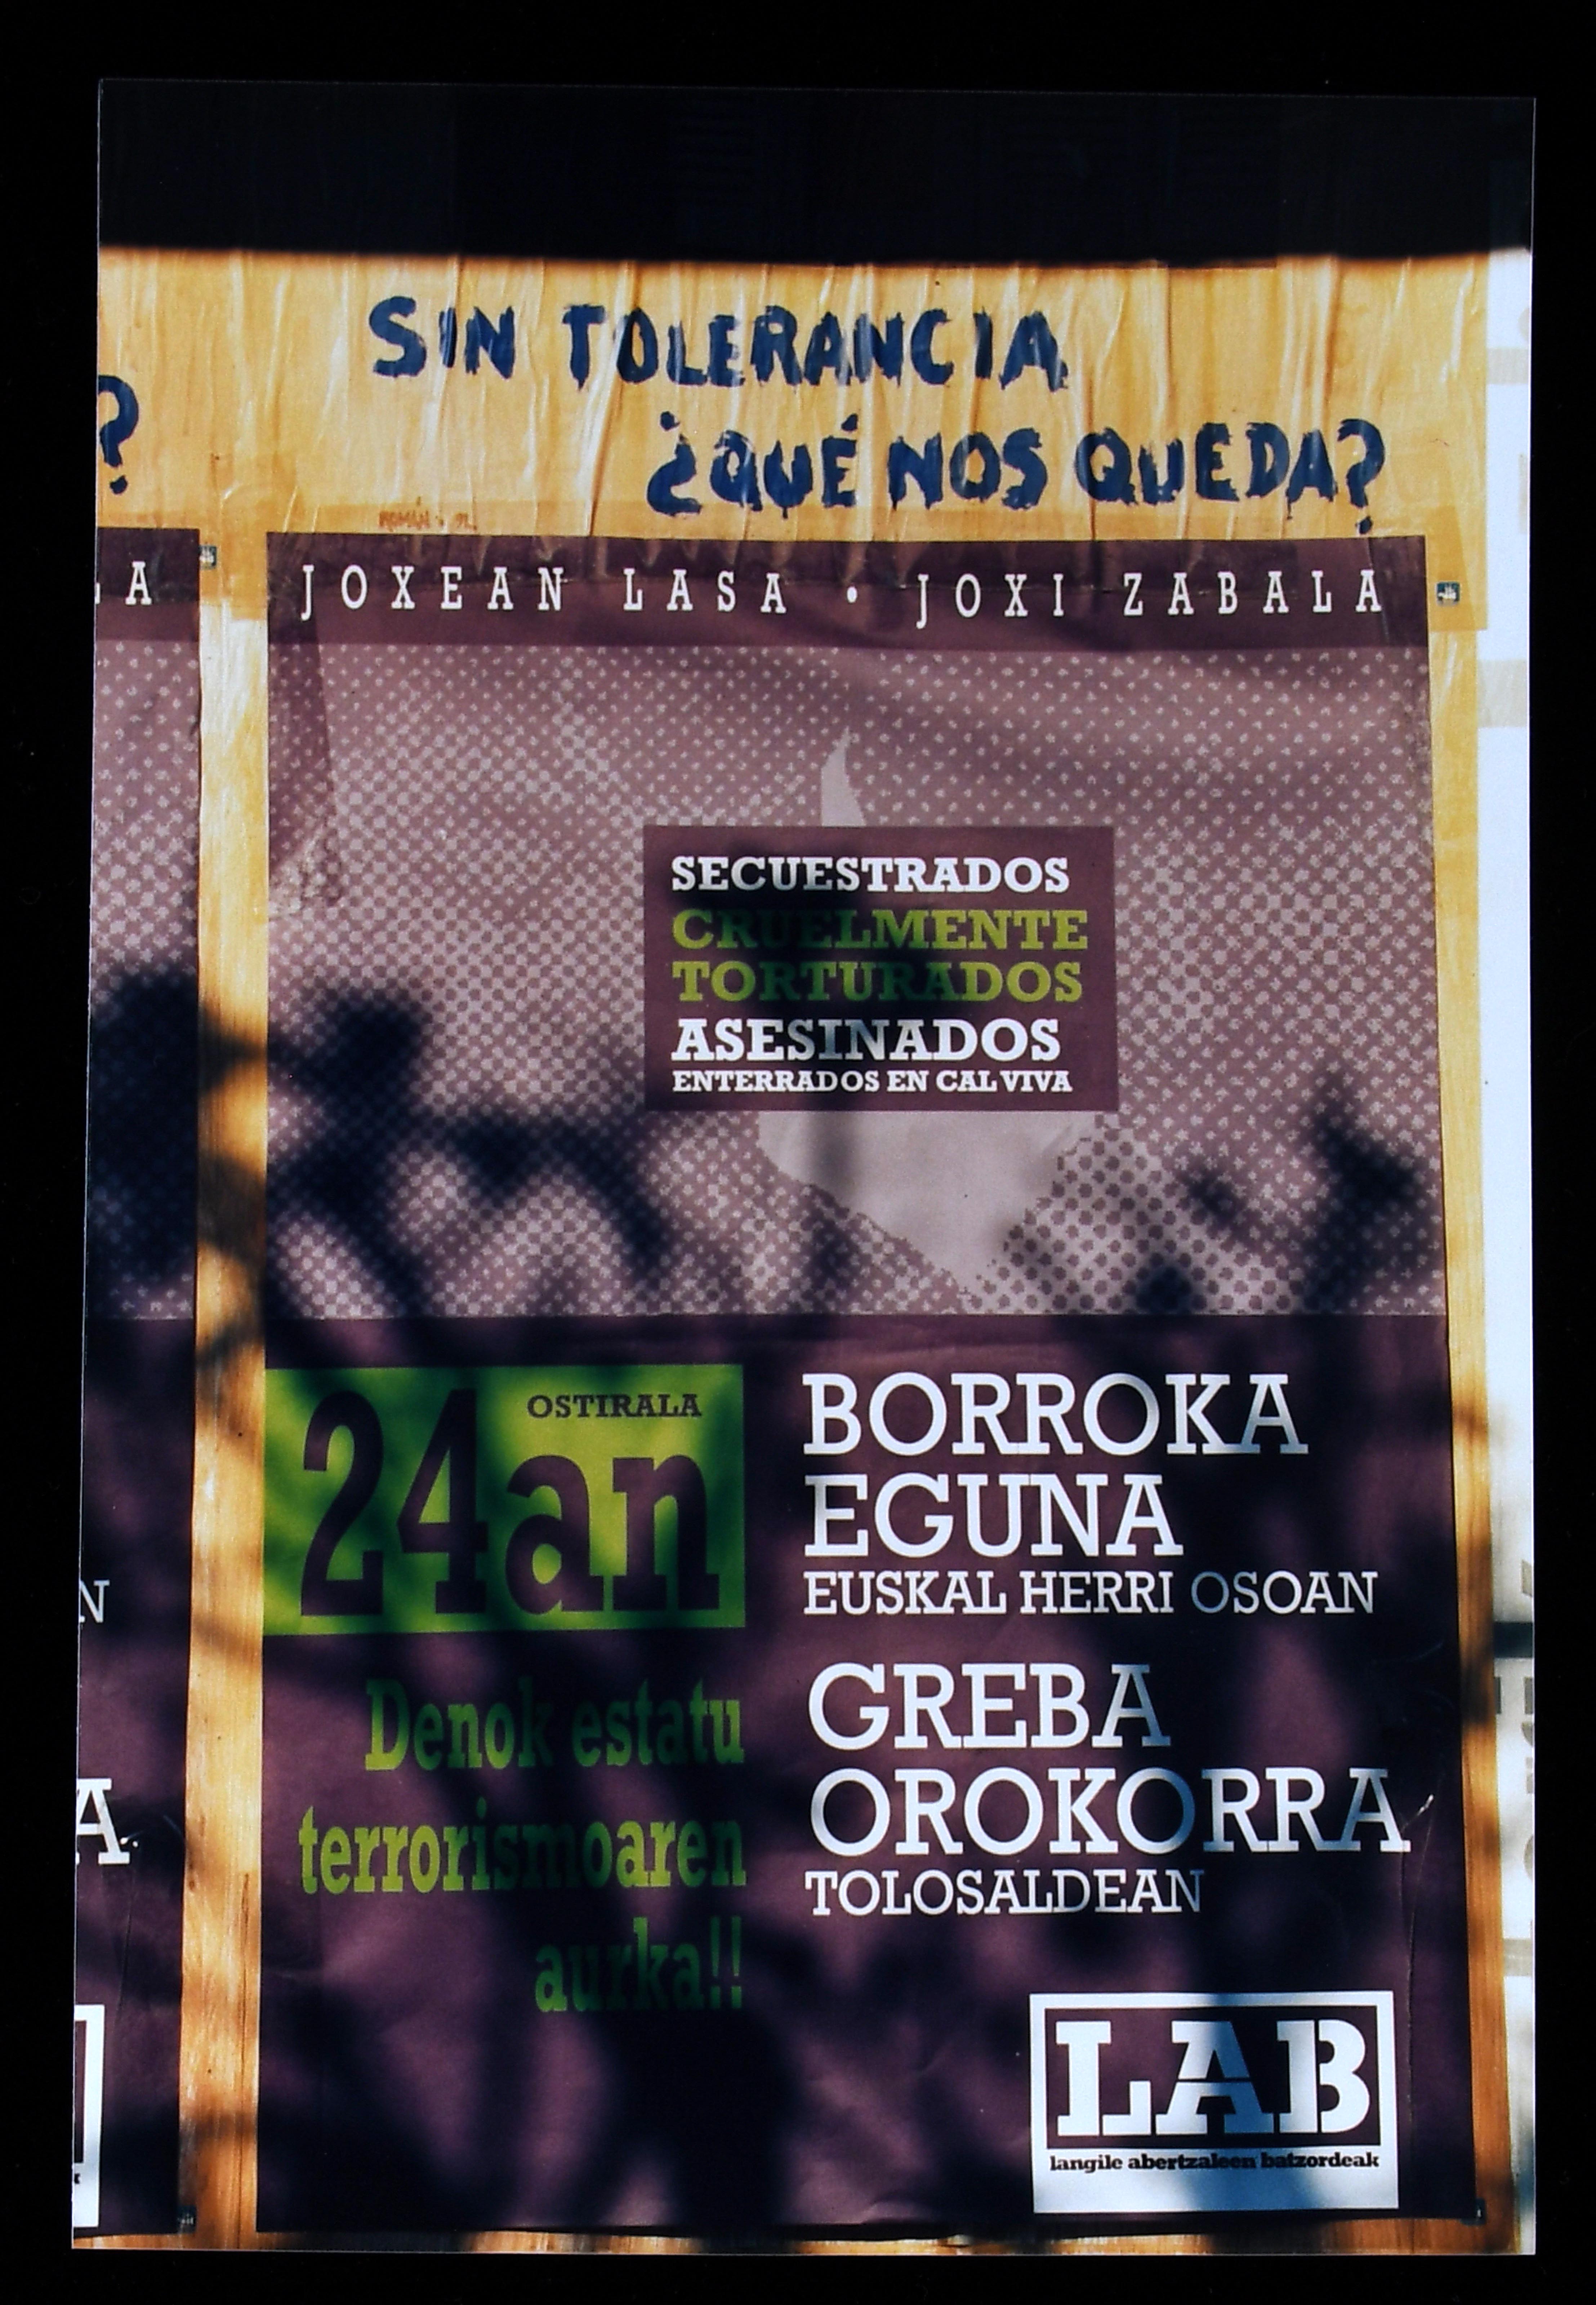 SIN TOLERANCIA
¿QUÉ NOS QUEDA?
?
JOXEAN LASA • JOXI ZABALA
LA
SECUESTRADOS
CRUELMENTE
TORTURADOS
ASESINADOS
ENTERRADOS EN CAL VIVA
OSTIRALA
24an
BORROKA
EGUNA
EUSKAL HERRI OSOAN
N
Denok estatu
terrorismoaren
aurka!!
GREBA
OROKORRA
A
TOLOSALDEAN
LAB
langile abertzaleen batzordeak